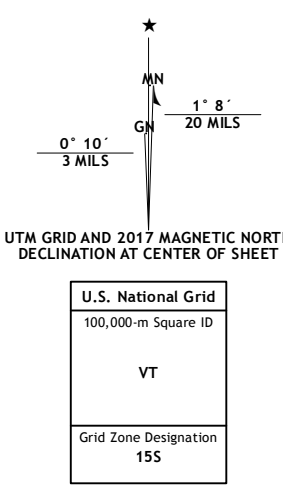 ★
MN
1° 8´
20 MILS
GN
0° 10´
3 MILS
UTM GRID AND 2017 MAGNETIC NORT
DECLINATION AT CENTER OF SHEET
U.S. National Grid
100,000-m Square ID
VT
Grid Zone Designation
15S